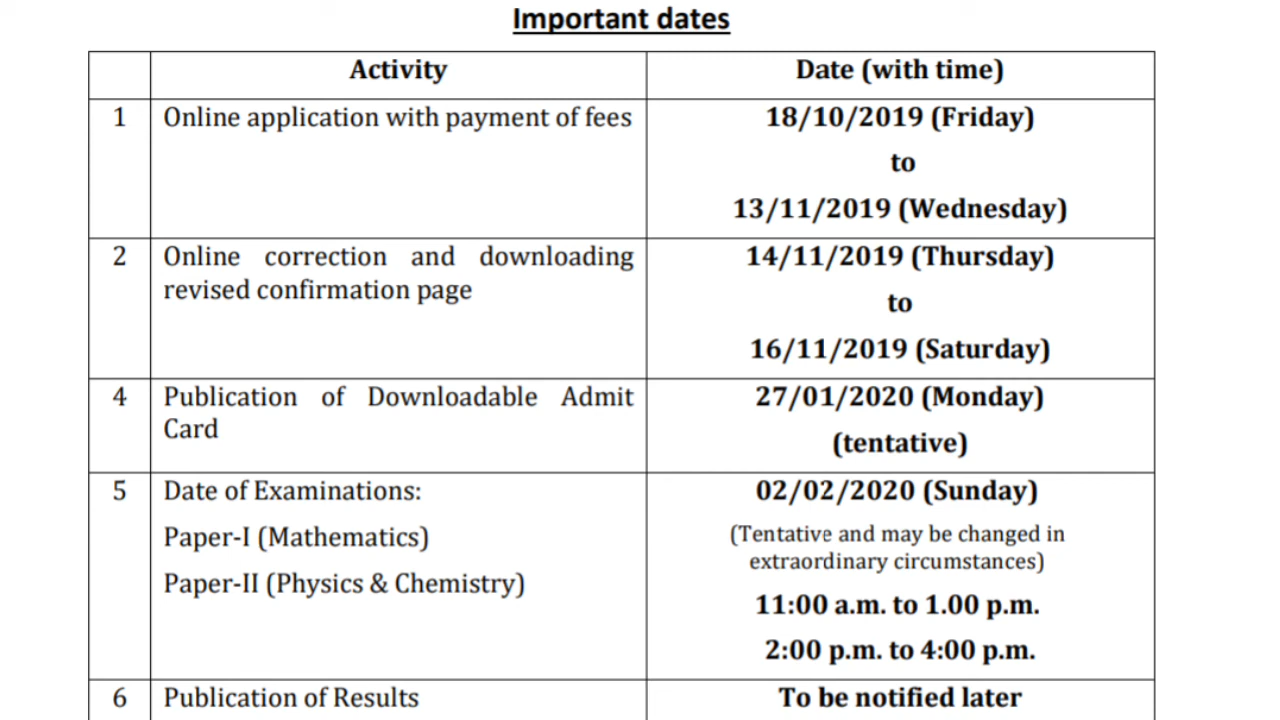 Important dates
Activity Date (with time)
1 Online application with payment of fees 18/10/2019 (Friday)
to
13/11/2019 (Wednesday)
2 Online correction and downloading 14/11/2019 (Thursday)
revised confirmation page
to
16/11/2019 (Saturday)
4 Publication of Downloadable Admit 27/01/2020 (Monday)
Card
(tentative)
5 Date of Examinations: 02/02/2020 (Sunday)
Paper-I (Mathematics) (Tentative and may be changed in
extraordinary circumstances)
Paper-II (Physics & Chemistry)
11:00 a.m. to 1.00 p.m.
2:00 p.m. to 4:00 p.m.
6 Publication of Results To be notified later